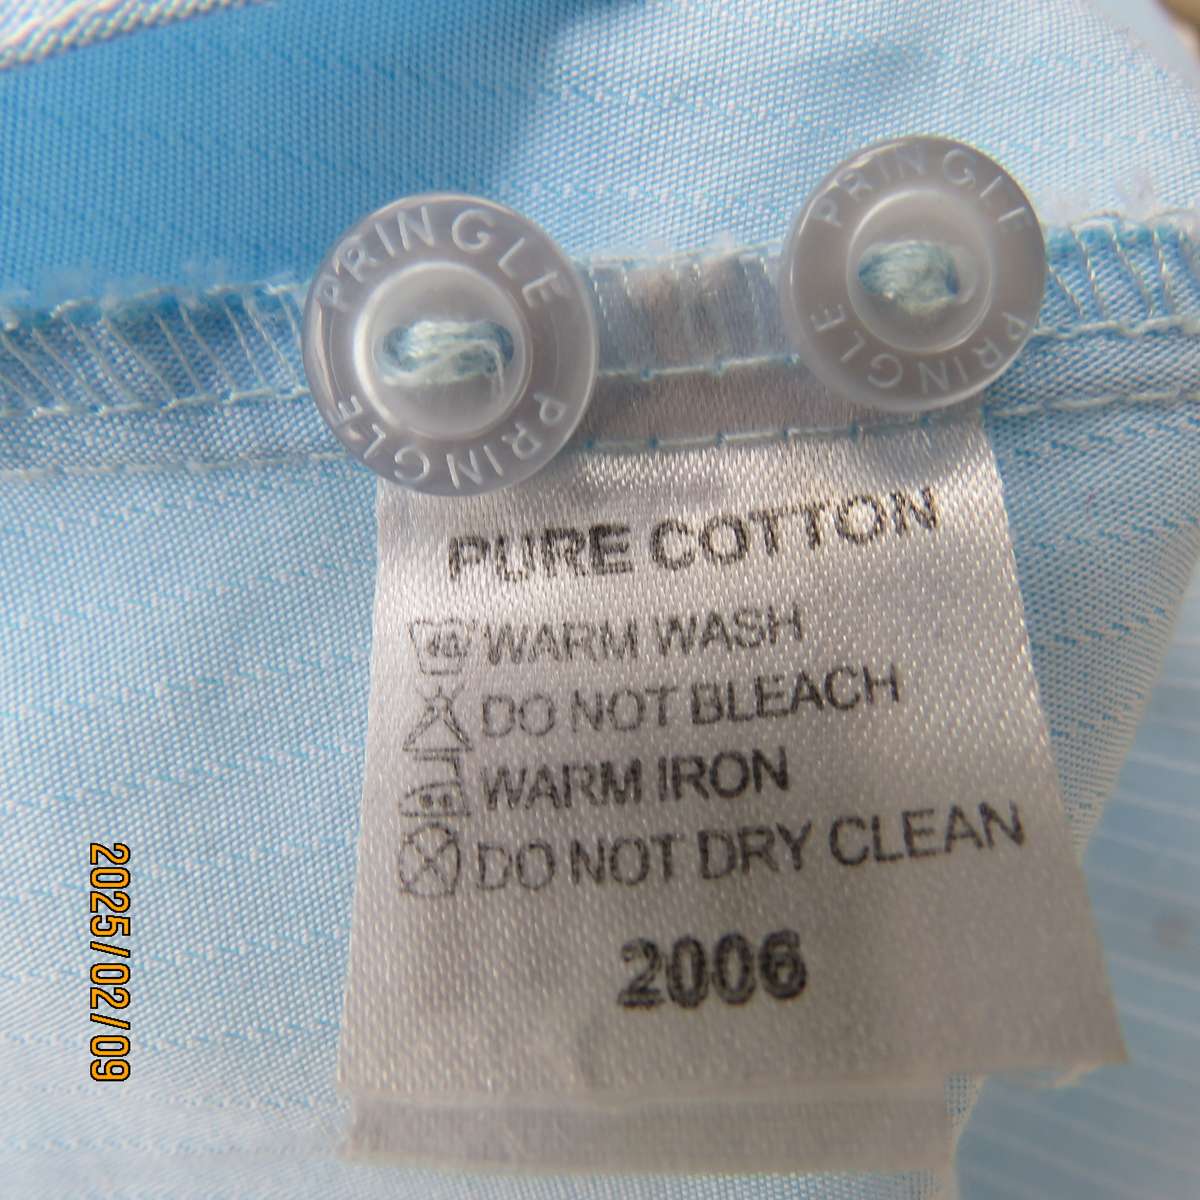 PRINGLE PRINGLE
PRINGLE PRINGLE
PURE COTTON
40 WARM WASH
DO NOT BLEACH
WARM IRON
DO NOT DRY CLEAN
2006
2025/02/09